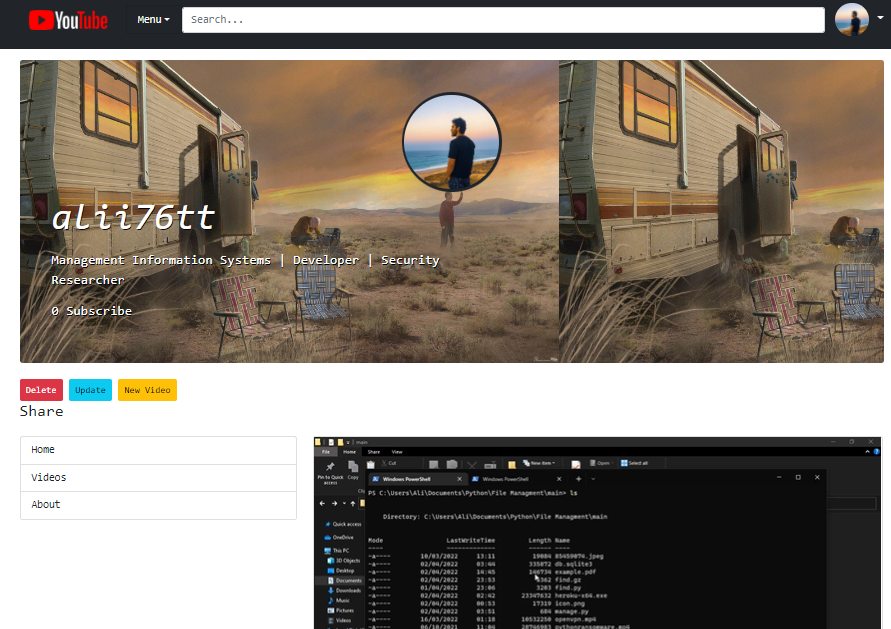 YouTube
Menu
Search...
alii76tt
Management Information Systems | Developer | Security
Researcher
0 Subscribe
Delete
Update
New Video
Share
Home
Videos
About
main
File
Home
Share
View
Pin to Quick
access
Copy
Cut
New item
Open
Select all
Windows PowerShell
Windows PowerShell
PS C:\Users\Ali\Documents\Python\File Managment\main> ls
Directory: C:\Users\Ali\Documents\Python\File Managment\main
Mode LastWriteTime Length Name
---- ------------- ------ ----
-a---- 10/03/2022 13:11 19084 85459074.jpeg
-a---- 02/04/2022 03:44 335872 db.sqlite3
-a---- 02/04/2022 14:45 146734 example.pdf
-a---- 02/04/2022 23:53 362 find.gz
-a---- 01/04/2022 23:06 3203 find.py
-a---- 02/04/2022 02:42 23347632 heroku-x64.exe
-a---- 02/04/2022 00:53 17319 icon.png
-a---- 02/04/2022 03:51 684 manage.py
-a---- 16/03/2022 01:18 10532250 openvpn.mp4
-a---- 06/10/2021 11:04 20746983 pythonransomware.mp4
Quick access
OneDrive
This PC
3D Objects
Desktop
Documents
Downloads
Music
Pictures
Videos